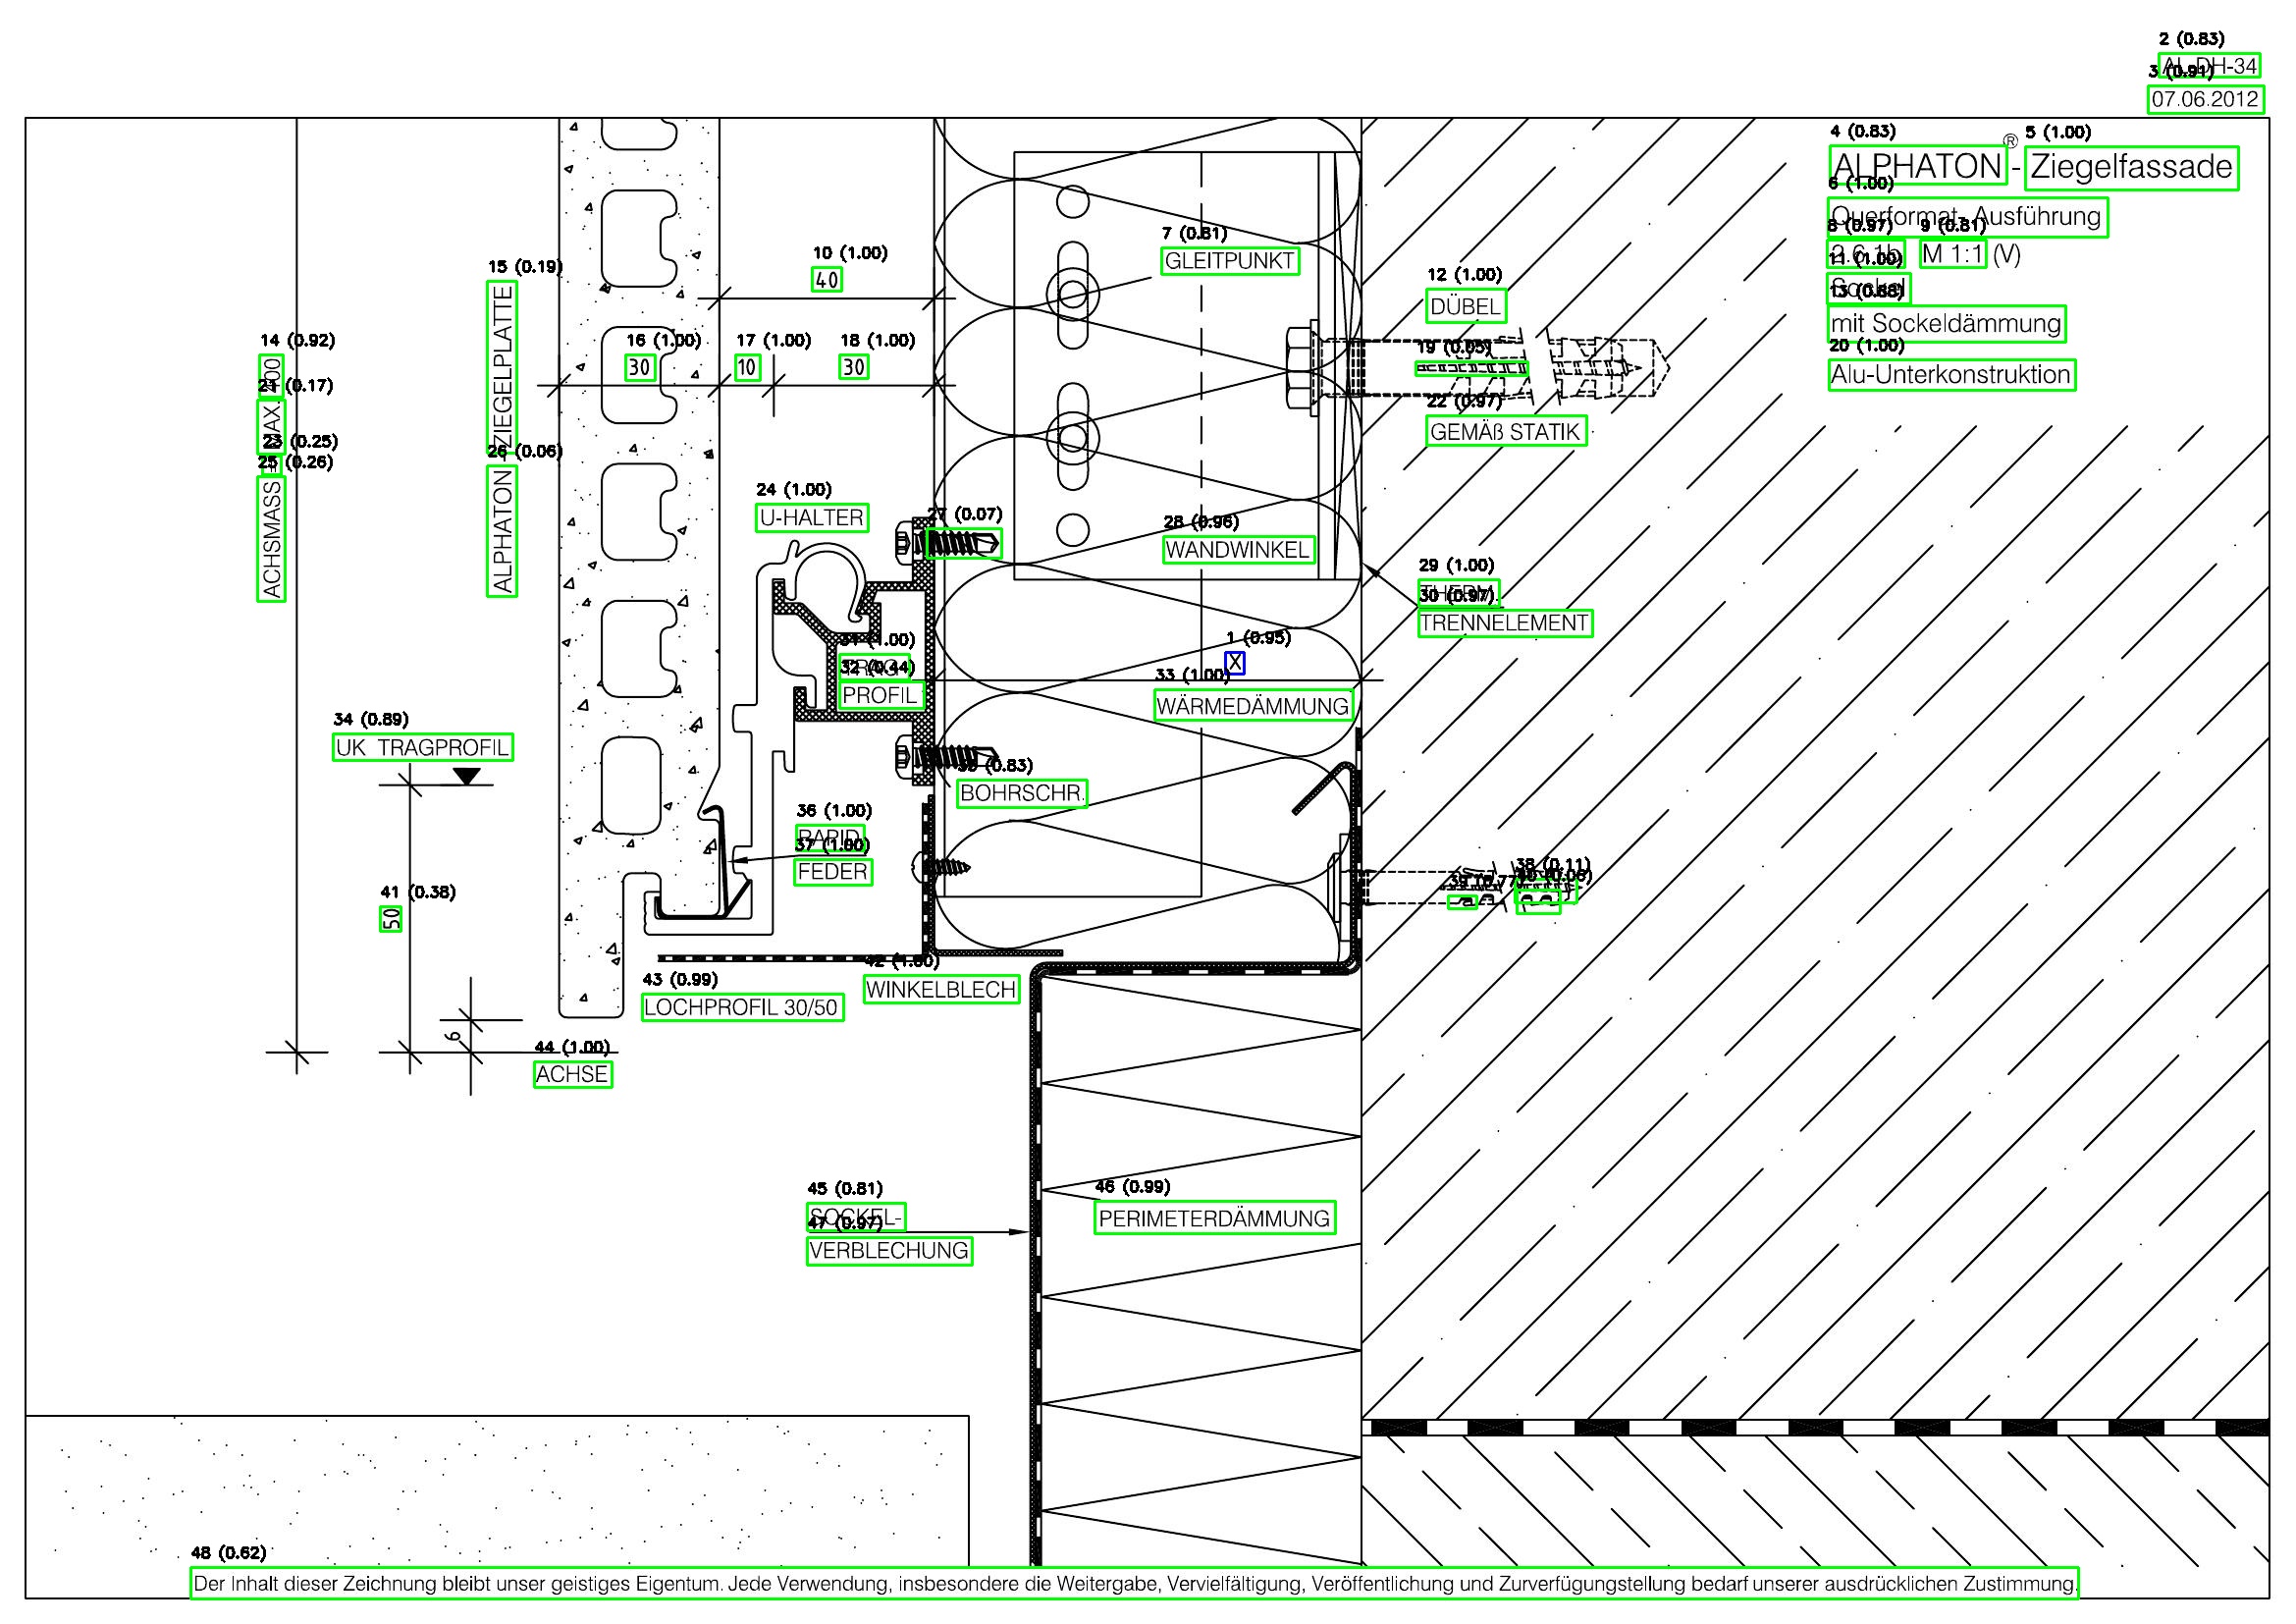 2 (0.83)
AL-DH-34
3 (0.91)
07.06.2012
4 (0.83)
5 (1.00)
ALPHATON® - Ziegelfassade
6 (1.00)
Querformat- Ausführung
8 (0.97)
9 (0.81)
2.6.1b M 1:1 (V)
11 (1.00)
Sockel
13 (0.88)
mit Sockeldämmung
20 (1.00)
Alu-Unterkonstruktion
7 (0.81)
GLEITPUNKT
10 (1.00)
40
12 (1.00)
DÜBEL
14 (0.92)
21 (0.17)
23 (0.25)
25 (0.26)
ACHSMASS = MAX.
15 (0.19)
26 (0.06)
ALPHATON -ZIEGELPLATTE
16 (1.00)
30
17 (1.00)
10
18 (1.00)
30
19 (0.05)
22 (0.97)
GEMÄß STATIK
24 (1.00)
U-HALTER
27 (0.07)
28 (0.96)
WANDWINKEL
29 (1.00)
THERM.
30 (0.97)
TRENNELEMENT
1 (0.95)
X
31 (1.00)
TRAG-
32 (0.44)
PROFIL
33 (1.00)
WÄRMEDÄMMUNG
34 (0.89)
UK TRAGPROFIL
35 (0.83)
BOHRSCHR.
36 (1.00)
RAPID
37 (1.00)
FEDER
38 (0.11)
39 (0.77)
40 (0.06)
41 (0.38)
50
42 (1.00)
WINKELBLECH
43 (0.99)
LOCHPROFIL 30/50
6
44 (1.00)
ACHSE
45 (0.81)
SOCKEL-
47 (0.97)
VERBLECHUNG
46 (0.99)
PERIMETERDÄMMUNG
48 (0.62)
Der Inhalt dieser Zeichnung bleibt unser geistiges Eigentum. Jede Verwendung, insbesondere die Weitergabe, Vervielfältigung, Veröffentlichung und Zurverfügungstellung bedarf unserer ausdrücklichen Zustimmung.